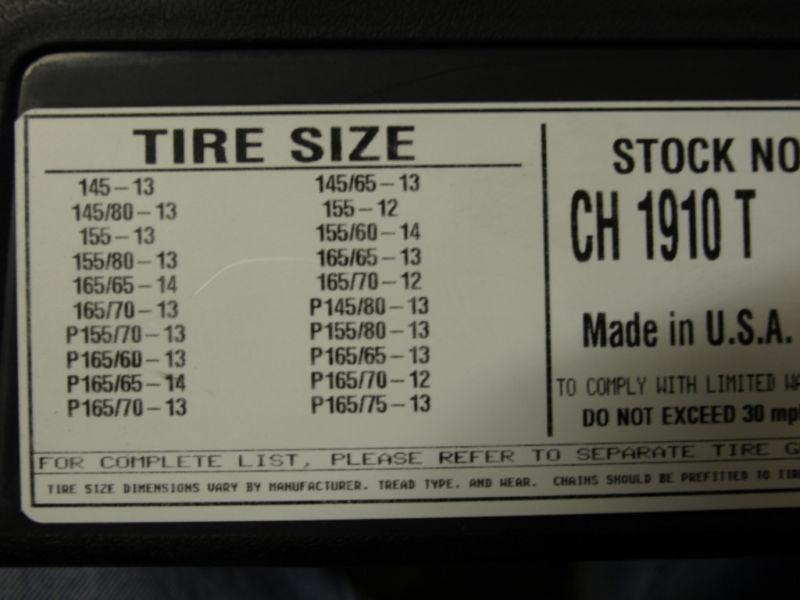 TIRE SIZE
145-13
145/80-13
155-13
155/80-13
165/65-14
165/70-13
P155/70-13
P165/60-13
P165/65-14
P165/70-13
145/65-13
155-12
155/60-14
165/65-13
165/70-12
P145/80-13
P155/80-13
P165/65-13
P165/70-12
P165/75-13
STOCK NO
CH 1910 T
Made in U.S.A.
TO COMPLY WITH LIMITED
DO NOT EXCEED 30 mph
FOR COMPLETE LIST, PLEASE REFER TO SEPARATE TIRE
TIRE SIZE DIMENSIONS VARY BY MANUFACTURER, TREAD TYPE, AND WEAR. CHAINS SHOULD BE PREFITTED TO